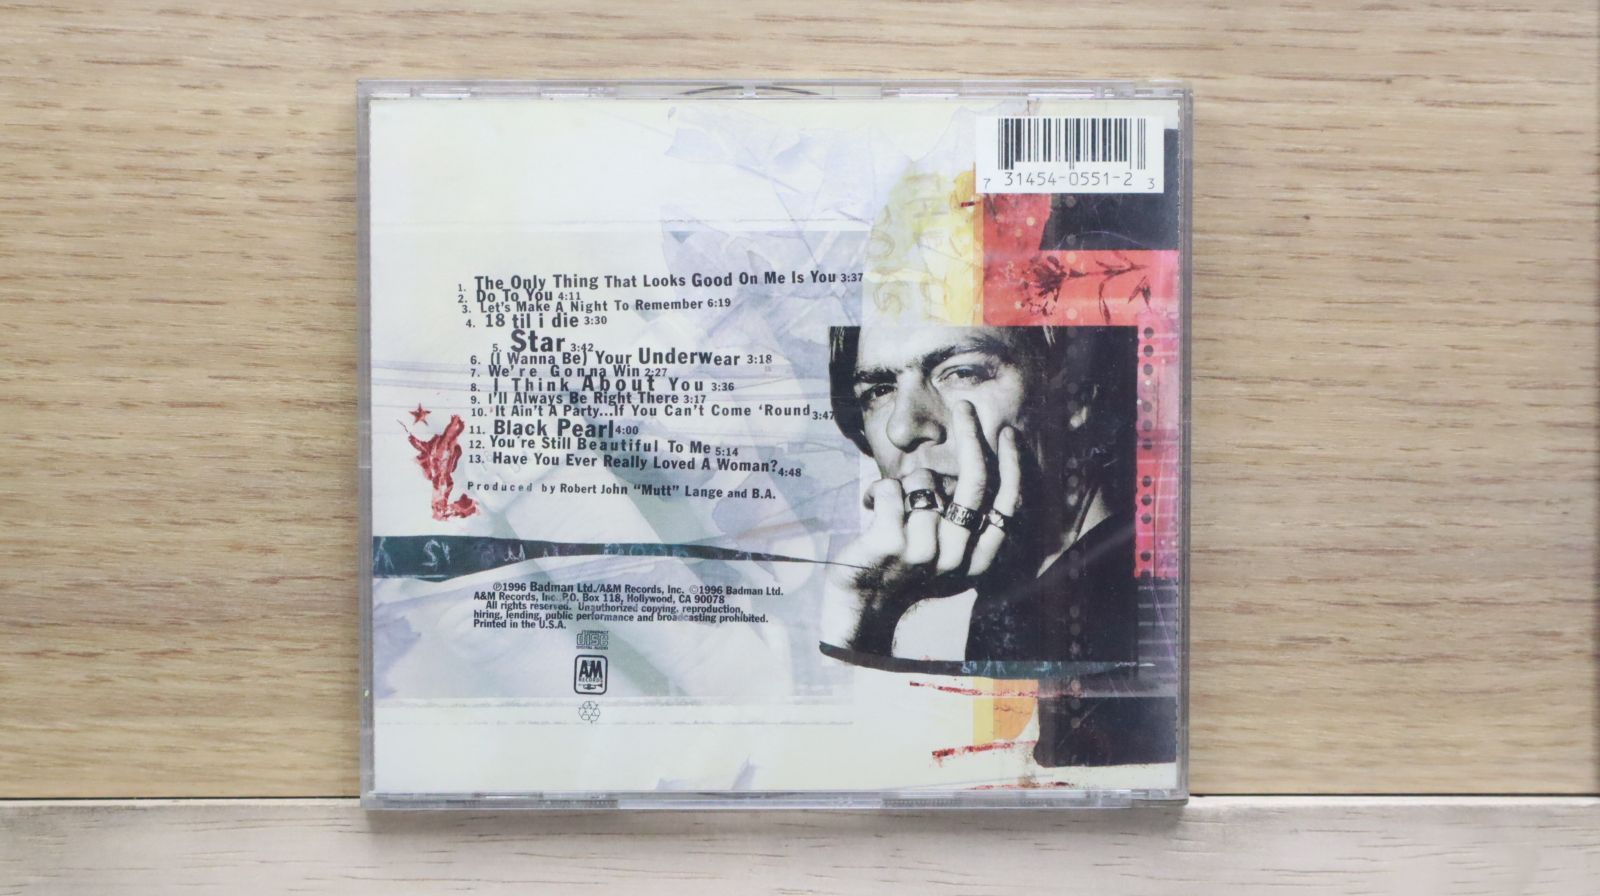 7 31454-0551-2 3
1. The Only Thing That Looks Good On Me Is You 3:37
2. Do To You 4:11
3. Let's Make A Night To Remember 6:19
4. 18 til i die 3:30
5. Star 3:42
6. (I Wanna Be) Your Underwear 3:18
7. We're Gonna Win 2:27
8. I Think About You 3:36
9. I'll Always Be Right There 3:17
10. It Ain't A Party...If You Can't Come 'Round 3:47
11. Black Pearl 4:00
12. You're Still Beautiful To Me 5:14
13. Have You Ever Really Loved A Woman? 4:48
Produced by Robert John "Mutt" Lange and B.A.
℗1996 Badman Ltd./A&M Records, Inc. ©1996 Badman Ltd.
A&M Records, Inc. P.O. Box 118, Hollywood, CA 90078
All rights reserved. Unauthorized copying, reproduction,
hiring, lending, public performance and broadcasting prohibited.
Printed in the U.S.A.
COMPACT
disc
DIGITAL AUDIO
AM
RECORDS